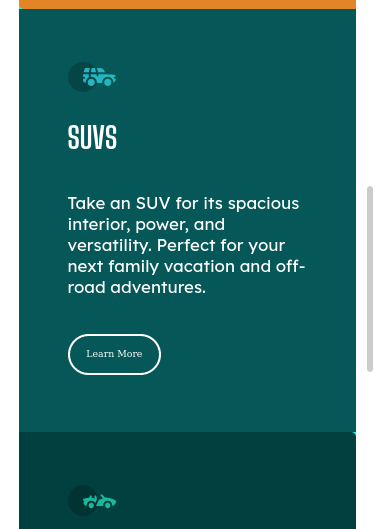 SUVS
Take an SUV for its spacious
interior, power, and
versatility. Perfect for your
next family vacation and off-
road adventures.
Learn More